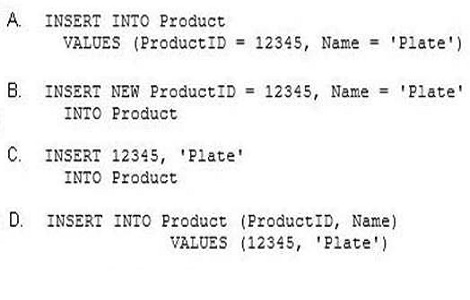 A. INSERT INTO Product
VALUES (ProductID = 12345, Name = 'Plate')
B. INSERT NEW ProductID = 12345, Name = 'Plate'
INTO Product
C. INSERT 12345, 'Plate'
INTO Product
D. INSERT INTO Product (ProductID, Name)
VALUES (12345, 'Plate')